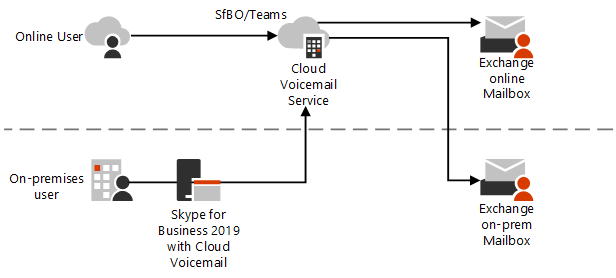 SfBO/Teams
Online User
Cloud
Voicemail
Service
Exchange
online
Mailbox
On-premises
user
Skype for
Business 2019
with Cloud
Voicemail
Exchange
on-prem
Mailbox